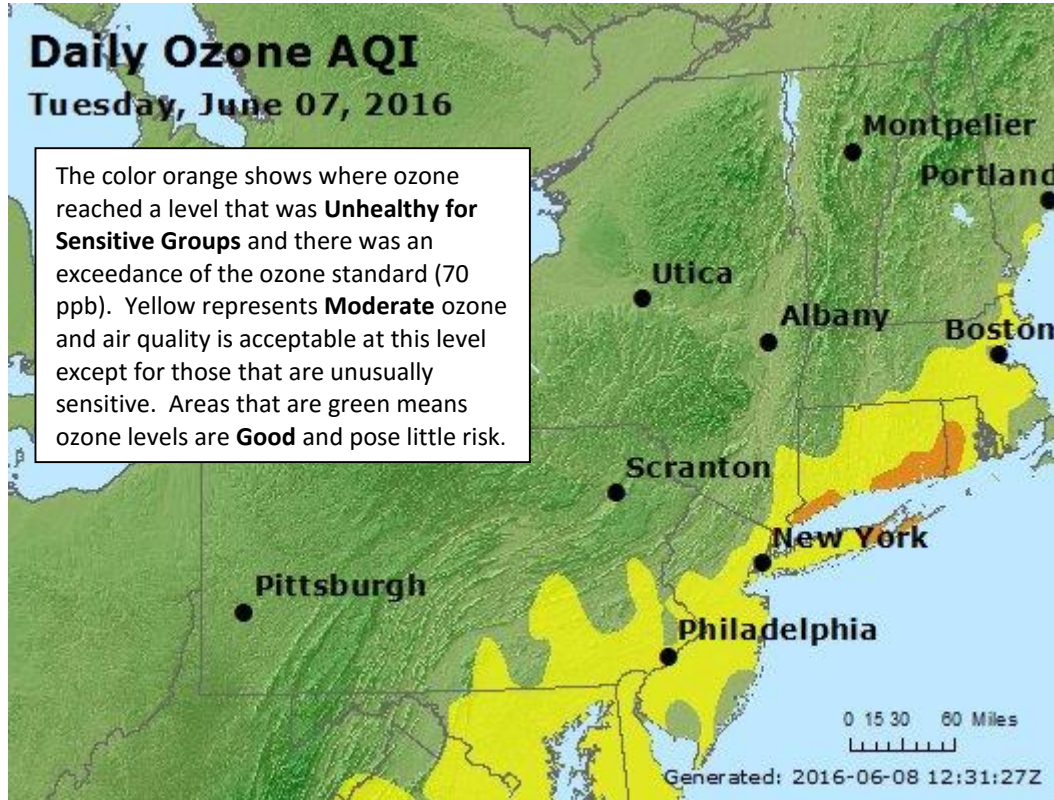 Daily Ozone AQI
Tuesday, June 07, 2016
The color orange shows where ozone
reached a level that was Unhealthy for
Sensitive Groups and there was an
exceedance of the ozone standard (70
ppb).  Yellow represents Moderate ozone
and air quality is acceptable at this level
except for those that are unusually
sensitive.  Areas that are green means
ozone levels are Good and pose little risk.
Montpelier
Portland
Utica
Albany
Boston
Scranton
New York
Pittsburgh
Philadelphia
0 15 30 60 Miles
Generated: 2016-06-08 12:31:27Z